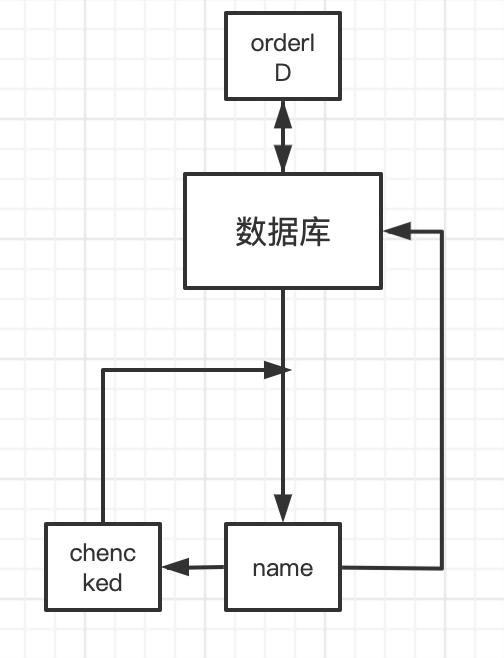 orderI
D
数据库
chenc
ked
name